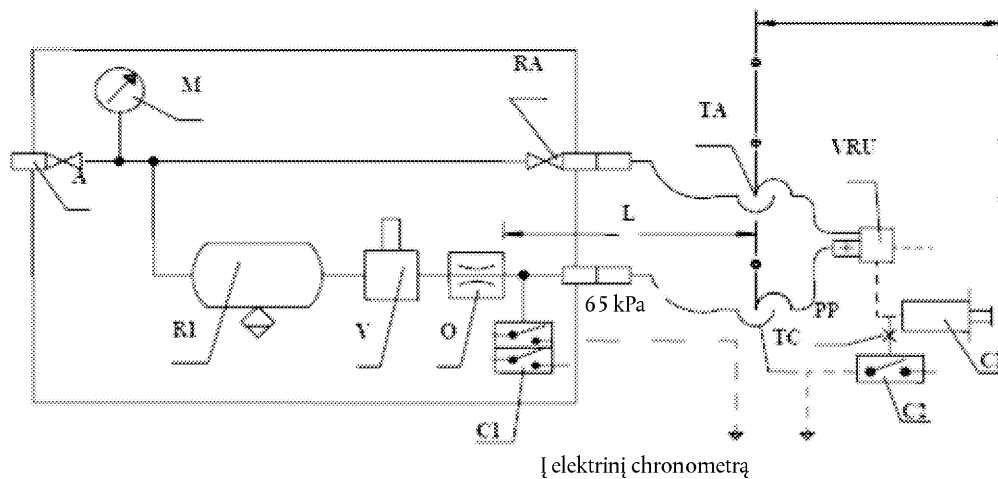 M
RA
TA
VRU
A
L
65 kPa
PP
R1
V
O
TC
C1
C2
Į elektrinį chronometrą